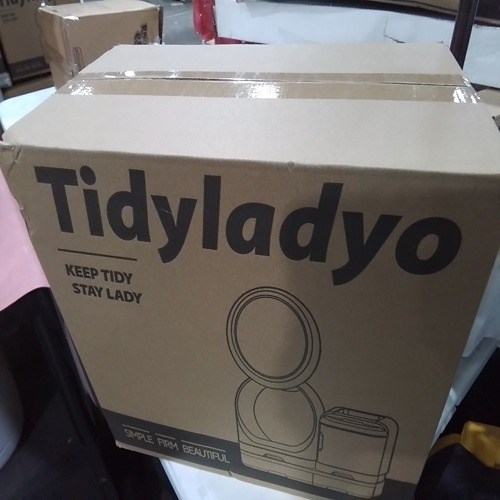 Tidyladyo
KEEP TIDY
STAY LADY
SIMPLE FIRM BEAUTIFUL